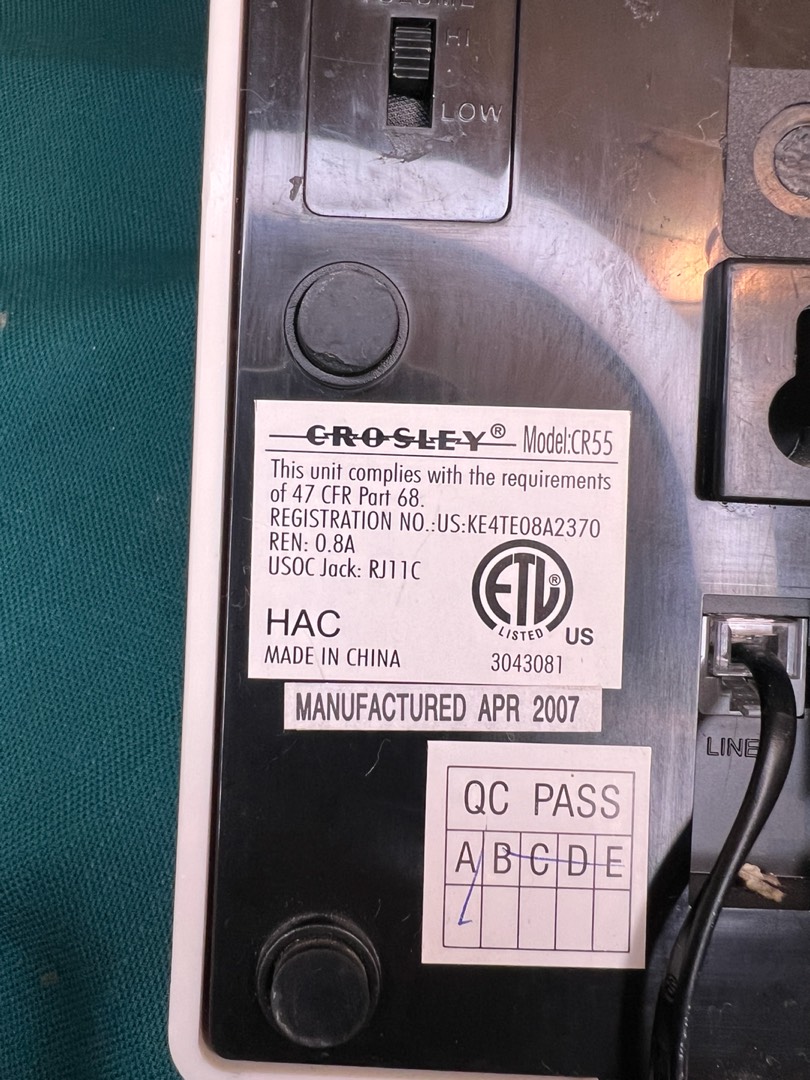 VOLUME
HI
LOW
CROSLEY® Model:CR55
This unit complies with the requirements
of 47 CFR Part 68.
REGISTRATION NO.:US:KE4TE08A2370
REN: 0.8A
USOC Jack: RJ11C
ETL®
LISTED
US
HAC
MADE IN CHINA
3043081
MANUFACTURED APR 2007
LINE
QC PASS
A B C D E